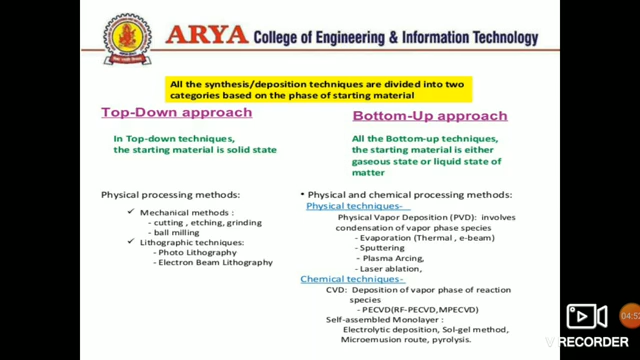 ARYA College of Engineering & Information Technology
All the synthesis/deposition techniques are divided into two
categories based on the phase of starting material
Top-Down approach
In Top-down techniques,
the starting material is solid state
Physical processing methods:
✓ Mechanical methods :
- cutting , etching, grinding
- ball milling
✓ Lithographic techniques:
- Photo Lithography
- Electron Beam Lithography
Bottom-Up approach
All the Bottom-up techniques,
the starting material is either
gaseous state or liquid state of
matter
• Physical and chemical processing methods:
Physical techniques-
Physical Vapor Deposition (PVD): involves
condensation of vapor phase species
- Evaporation (Thermal , e-beam)
- Sputtering
- Plasma Arcing,
- Laser ablation,
Chemical techniques-
CVD: Deposition of vapor phase of reaction
species
- PECVD(RF-PECVD,MPECVD)
Self-assembled Monolayer :
Electrolytic deposition, Sol-gel method,
Microemusion route, pyrolysis.
04:52
V RECORDER